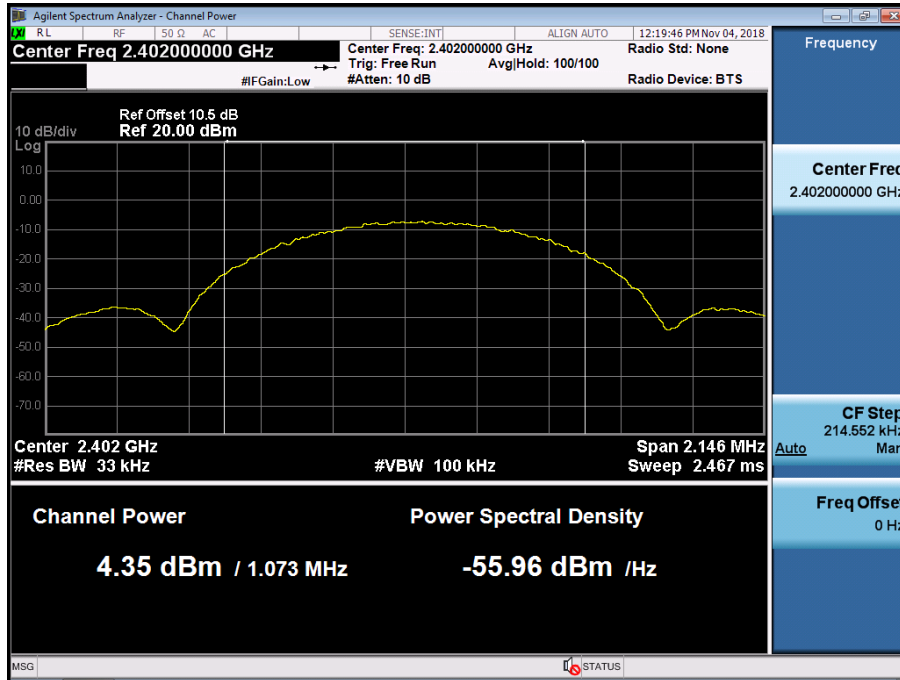 Agilent Spectrum Analyzer - Channel Power
RL RF 50 Ω AC SENSE:INT ALIGN AUTO 12:19:46 PM Nov 04, 2018
Center Freq 2.402000000 GHz
#IFGain:Low
Center Freq: 2.402000000 GHz
Trig: Free Run Avg|Hold: 100/100
#Atten: 10 dB
Radio Std: None
Radio Device: BTS
Frequency
Ref Offset 10.5 dB
10 dB/div Ref 20.00 dBm
Log
10.0
0.00
-10.0
-20.0
-30.0
-40.0
-50.0
-60.0
-70.0
Center 2.402 GHz Span 2.146 MHz
#Res BW 33 kHz #VBW 100 kHz Sweep 2.467 ms
Channel Power Power Spectral Density
4.35 dBm / 1.073 MHz -55.96 dBm /Hz
Center Freq
2.402000000 GHz
CF Step
214.552 kHz
Auto Man
Freq Offset
0 Hz
MSG STATUS